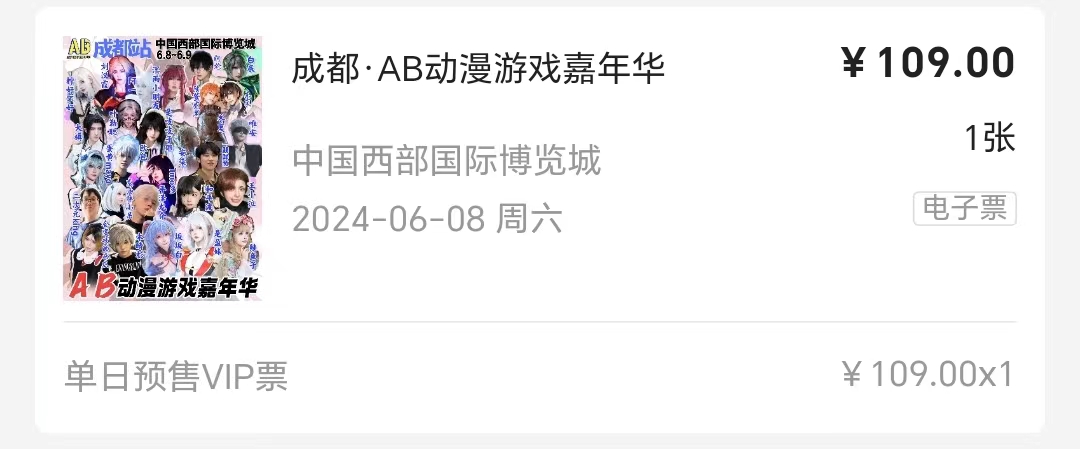 AB 成都站 中国西部国际博览城
6.8-6.9
AB动漫游戏嘉年华
成都·AB动漫游戏嘉年华
¥109.00
1张
中国西部国际博览城
2024-06-08 周六
电子票
单日预售VIP票
¥109.00x1